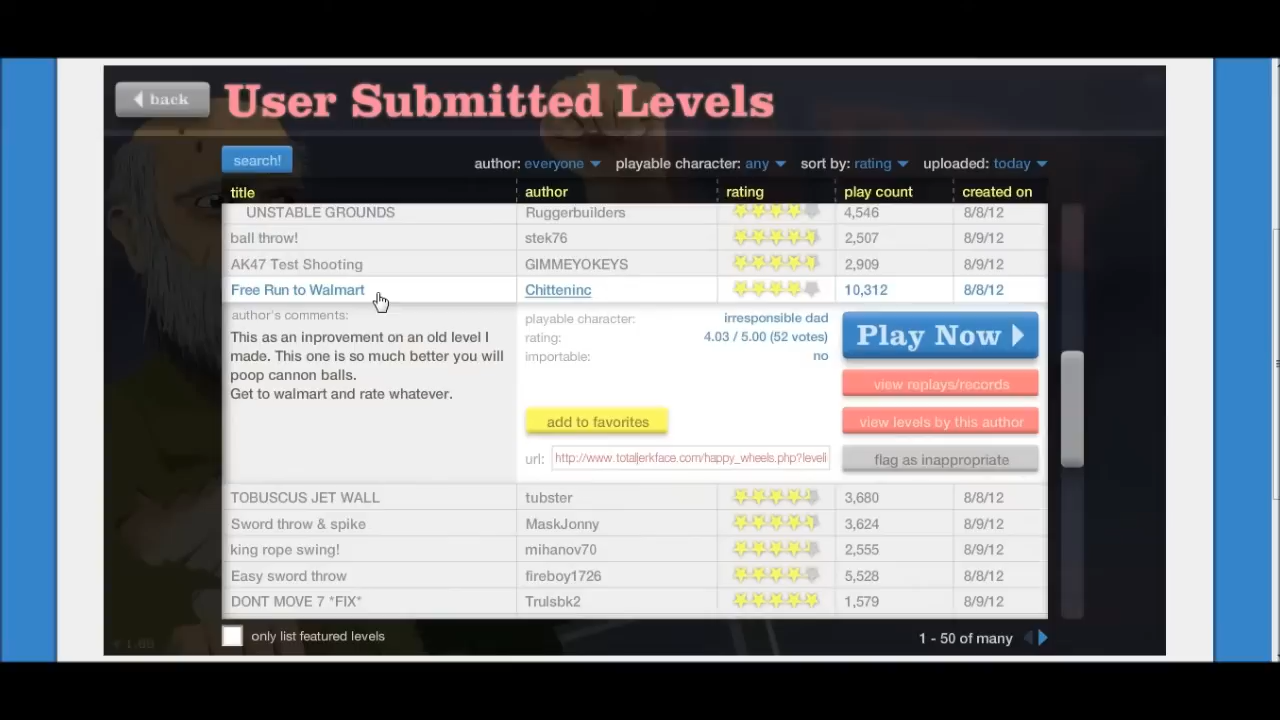 back
User Submitted Levels
search!
author: everyone playable character: any sort by: rating uploaded: today
title author rating play count created on
UNSTABLE GROUNDS Ruggerbuilders 4,546 8/8/12
ball throw! stek76 2,507 8/9/12
AK47 Test Shooting GIMMEYOKEYS 2,909 8/9/12
Free Run to Walmart Chitteninc 10,312 8/8/12
author's comments:
This as an inprovement on an old level I
made. This one is so much better you will
poop cannon balls.
Get to walmart and rate whatever.
playable character: irresponsible dad
rating: 4.03 / 5.00 (52 votes)
importable: no
add to favorites
url: http://www.totaljerkface.com/happy_wheels.php?leveli
Play Now
view replays/records
view levels by this author
flag as inappropriate
TOBUSCUS JET WALL tubster 3,680 8/8/12
Sword throw & spike MaskJonny 3,624 8/9/12
king rope swing! mihanov70 2,555 8/9/12
Easy sword throw fireboy1726 5,528 8/8/12
DONT MOVE 7 *FIX* Trulsbk2 1,579 8/9/12
only list featured levels
1 - 50 of many